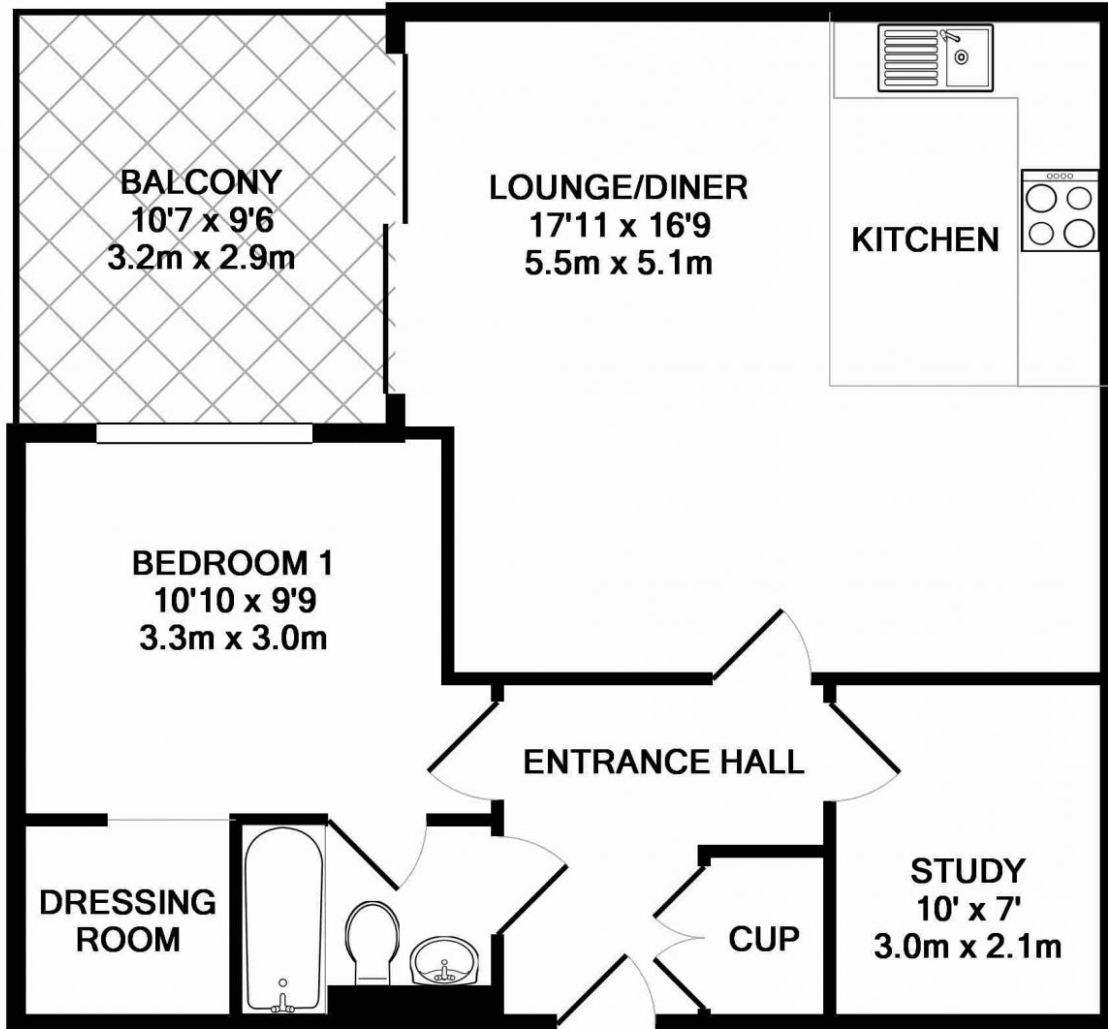 BALCONY
10'7 x 9'6
3.2m x 2.9m
LOUNGE/DINER
17'11 x 16'9
5.5m x 5.1m
KITCHEN
BEDROOM 1
10'10 x 9'9
3.3m x 3.0m
ENTRANCE HALL
DRESSING
ROOM
CUP
STUDY
10' x 7'
3.0m x 2.1m